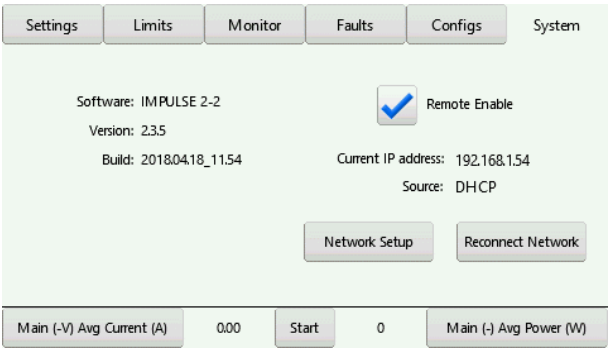 Settings Limits Monitor Faults Configs System
Software: IMPULSE 2-2
Remote Enable
Version: 2.3.5
Build: 2018.04.18_11.54
Current IP address: 192.168.1.54
Source: DHCP
Network Setup Reconnect Network
Main (-V) Avg Current (A) 0.00 Start 0 Main (-) Avg Power (W)